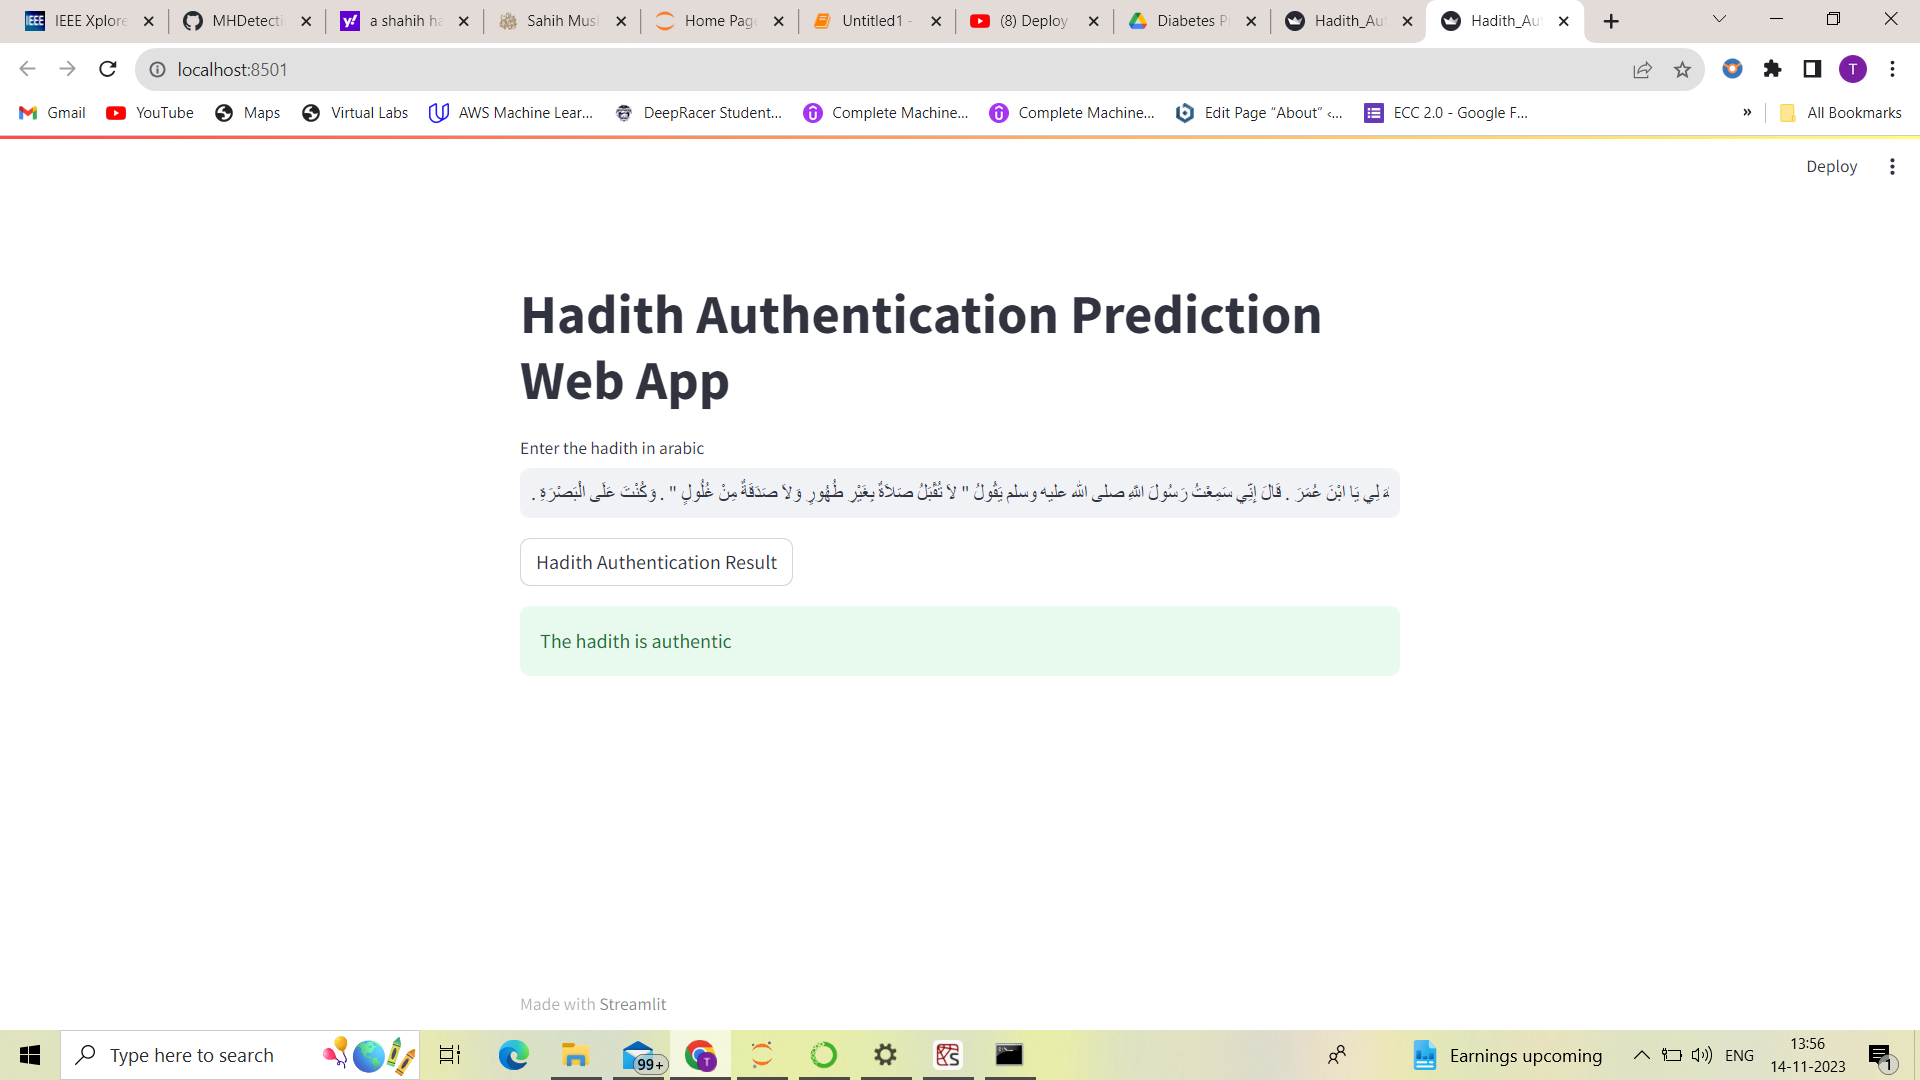 IEEE Xplore
MHDetecti
a shahih ha
Sahih Musl
Home Page
Untitled1 -
(8) Deploy
Diabetes P
Hadith_Au
Hadith_Au
localhost:8501
T
Gmail
YouTube
Maps
Virtual Labs
AWS Machine Lear...
DeepRacer Student...
Complete Machine...
Complete Machine...
Edit Page “About” ‹...
ECC 2.0 - Google F...
»
All Bookmarks
Deploy
Hadith Authentication Prediction
Web App
Enter the hadith in arabic
لِي يَا ابْنَ عُمَرَ . قَالَ إِنِّي سَمِعْتُ رَسُولَ اللَّهِ صلى الله عليه وسلم يَقُولُ " لاَ تُقْبَلُ صَلاَةٌ بِغَيْرِ طُهُورٍ وَلاَ صَدَقَةٌ مِنْ غُلُولٍ " . وَكُنْتَ عَلَى الْبَصْرَةِ .
Hadith Authentication Result
The hadith is authentic
Made with Streamlit
Type here to search
99+
T
Earnings upcoming
ENG
13:56
14-11-2023
1